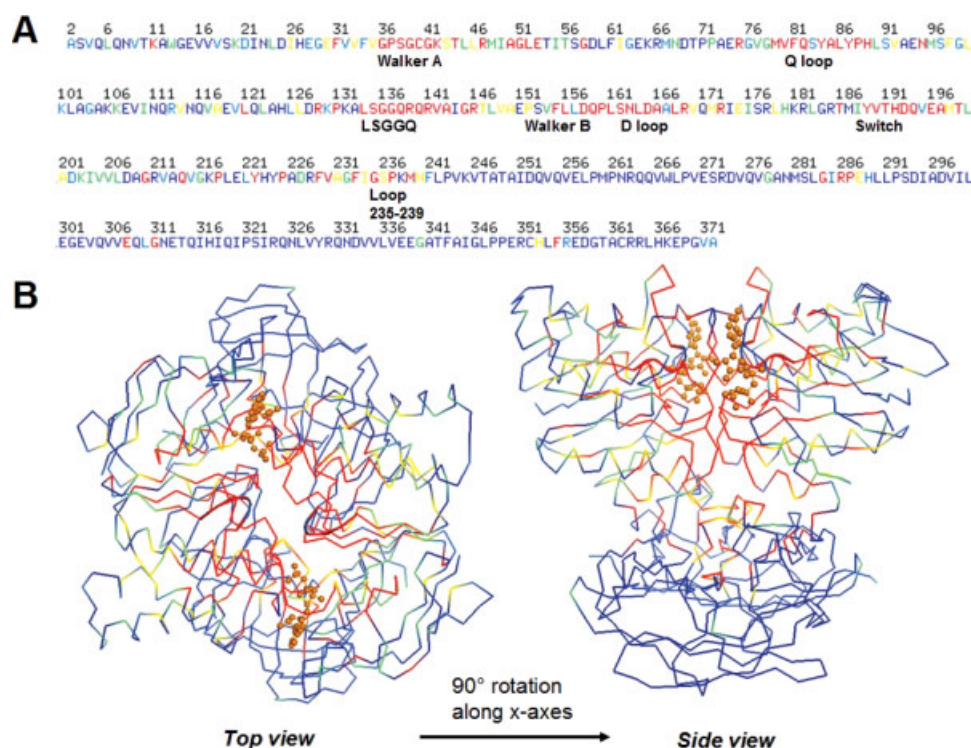 A
2 6 11 16 21 26 31 36 41 46 51 56 61 66 71 76 81 86 91 96
ASVQLQNVTKAWGEVVVSKDINLDIHEGEFVVFVGPSGCGKSTLLRMIAGLETITSGDLFIGEKRMNDTPPAERGVGMVFQSYALYPHLSVAENMSFGL
Walker A Q loop
101 106 111 116 121 126 131 136 141 146 151 156 161 166 171 176 181 186 191 196
KLAGAKKEVINQRVNQVAEVLQLAHLLDRKPKALSGGQRQRVAIGRTLVAEPSVFLLDQPLSNLDAALRVQMRIEISRLHKRLGRTMIYVTHDQVEAMTL
LSGGQ Walker B D loop Switch
201 206 211 216 221 226 231 236 241 246 251 256 261 266 271 276 281 286 291 296
ADKIVVLDAGRVAQVGKPLELYHYPADRFVAGFIGSPKMNFLPVKVTATAIDQVQVELPMPNRQQVWLPVESRDVQVGANMSLGIRPEHLLPSDIADVIL
Loop
235-239
301 306 311 316 321 326 331 336 341 346 351 356 361 366 371
EGEVQVVEQLGNETQIHIQIPSIRQNLVYRQNDVVLVEEGATFAIGLPPERCHLFREDGTACRRLHKEPGVA
B
90° rotation
along x-axes
Top view Side view